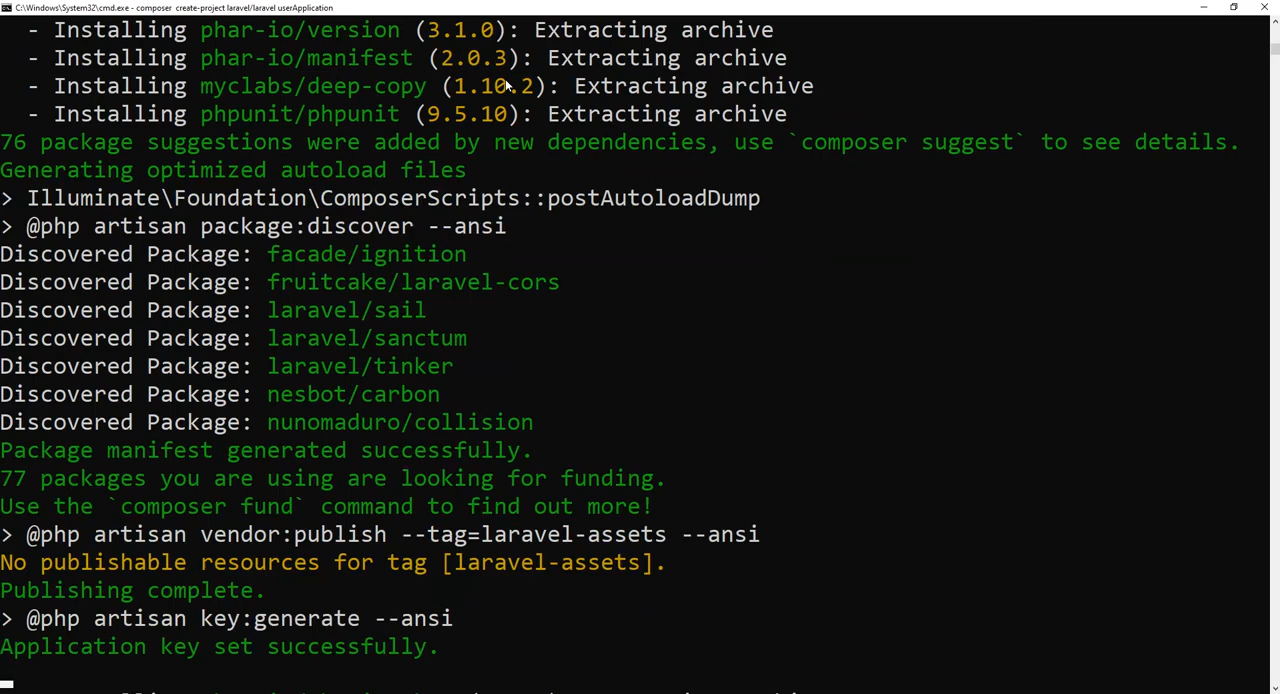 C:\Windows\System32\cmd.exe - composer create-project laravel/laravel userApplication
- Installing phar-io/version (3.1.0): Extracting archive
- Installing phar-io/manifest (2.0.3): Extracting archive
- Installing myclabs/deep-copy (1.10.2): Extracting archive
- Installing phpunit/phpunit (9.5.10): Extracting archive
76 package suggestions were added by new dependencies, use `composer suggest` to see details.
Generating optimized autoload files
> Illuminate\Foundation\ComposerScripts::postAutoloadDump
> @php artisan package:discover --ansi
Discovered Package: facade/ignition
Discovered Package: fruitcake/laravel-cors
Discovered Package: laravel/sail
Discovered Package: laravel/sanctum
Discovered Package: laravel/tinker
Discovered Package: nesbot/carbon
Discovered Package: nunomaduro/collision
Package manifest generated successfully.
77 packages you are using are looking for funding.
Use the `composer fund` command to find out more!
> @php artisan vendor:publish --tag=laravel-assets --ansi
No publishable resources for tag [laravel-assets].
Publishing complete.
> @php artisan key:generate --ansi
Application key set successfully.